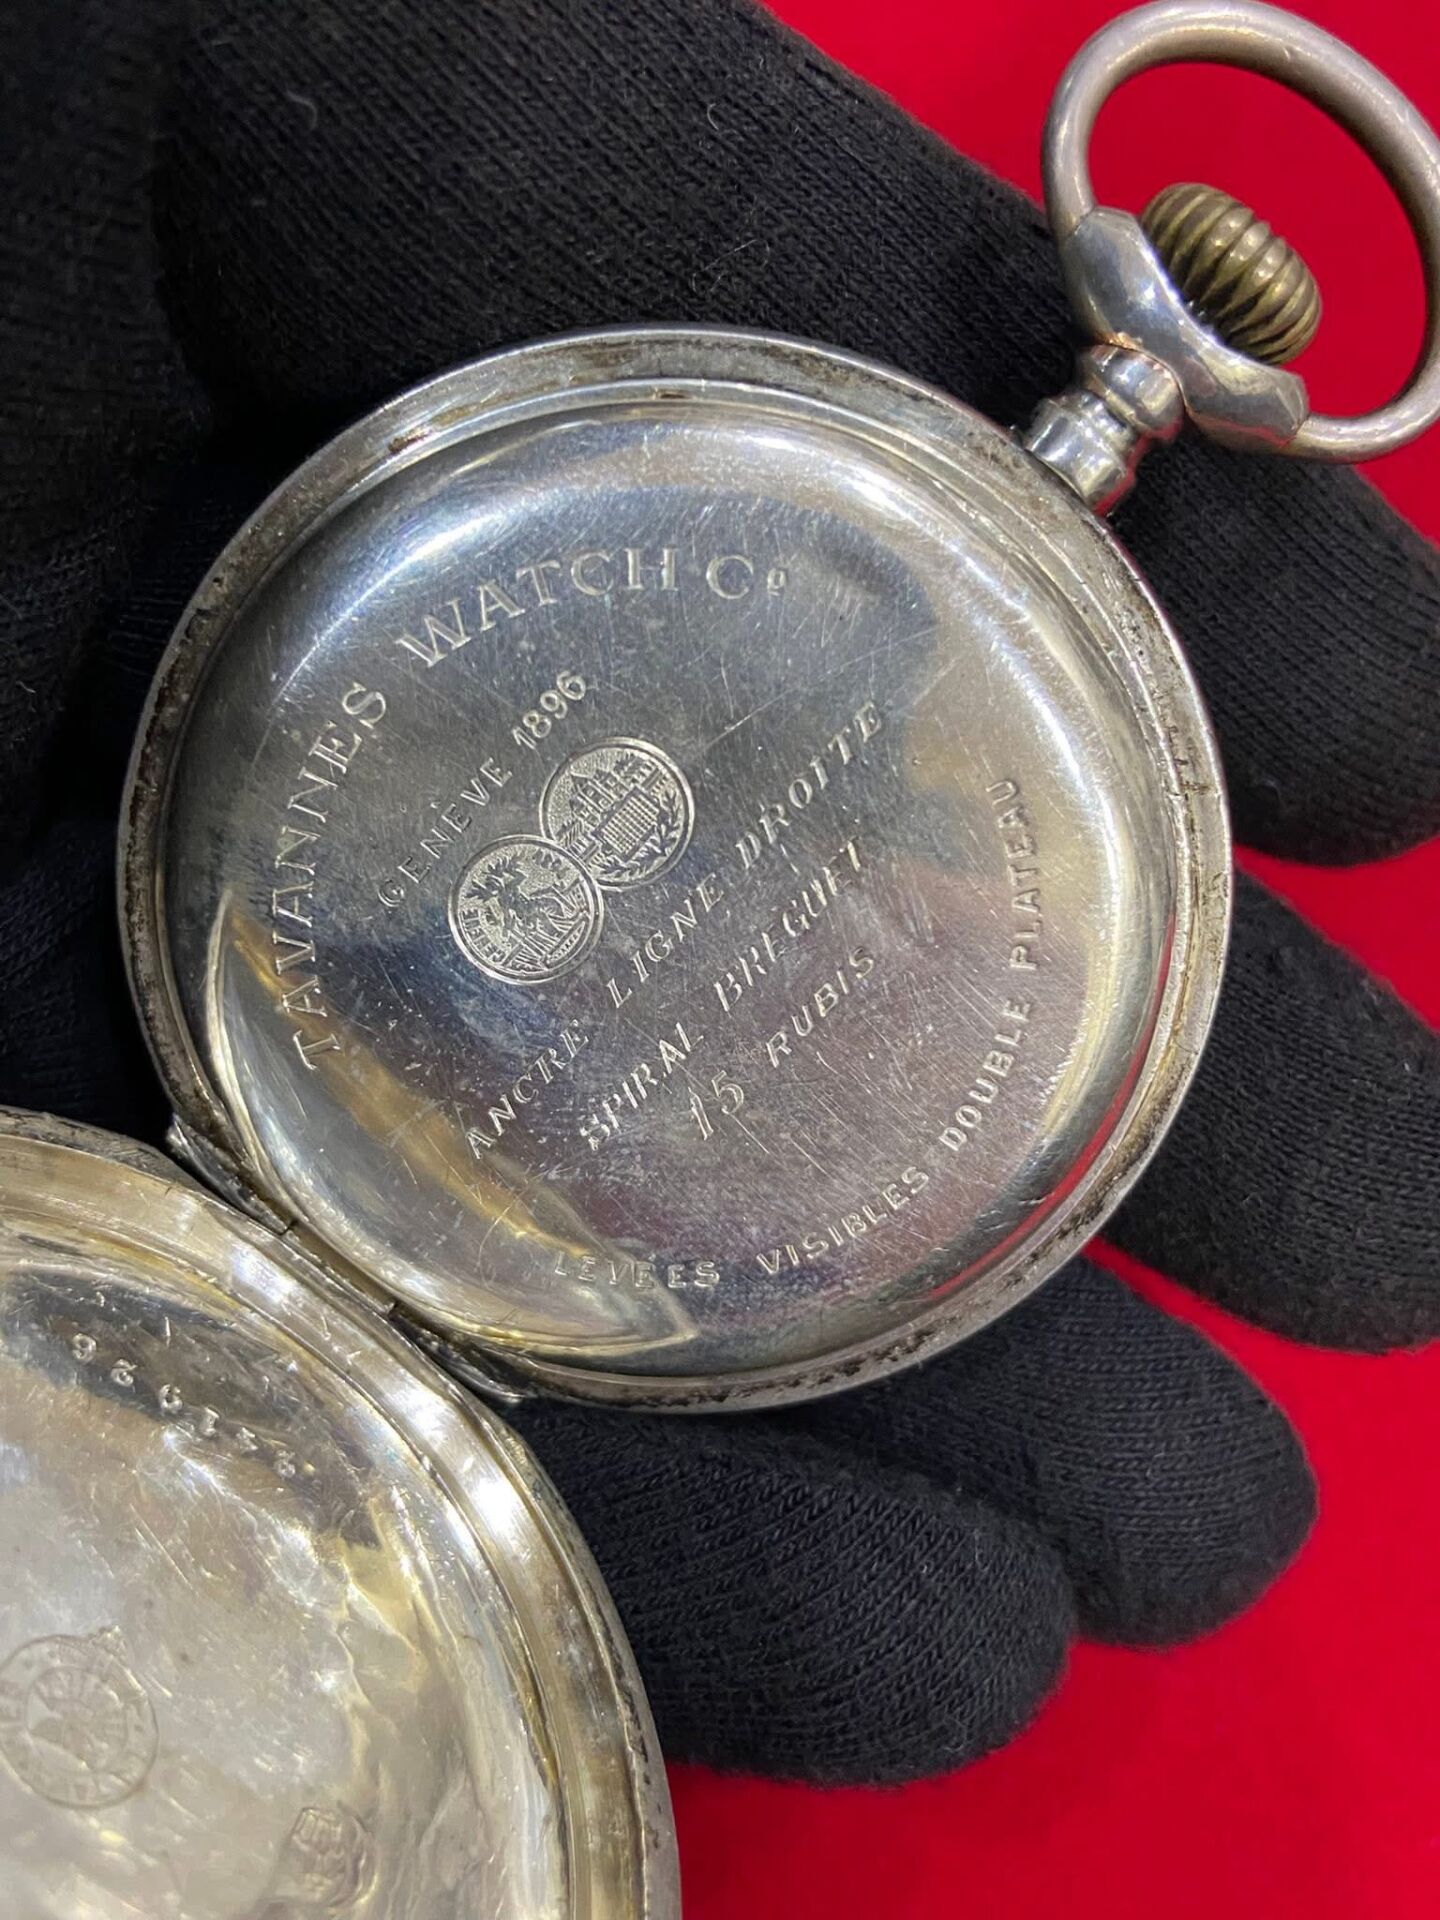 TAVANNES WATCH Cº
GENÈVE 1896
ANCRE LIGNE DROITE
SPIRAL BREGUET
15 RUBIS
LEVÉES VISIBLES DOUBLE PLATEAU